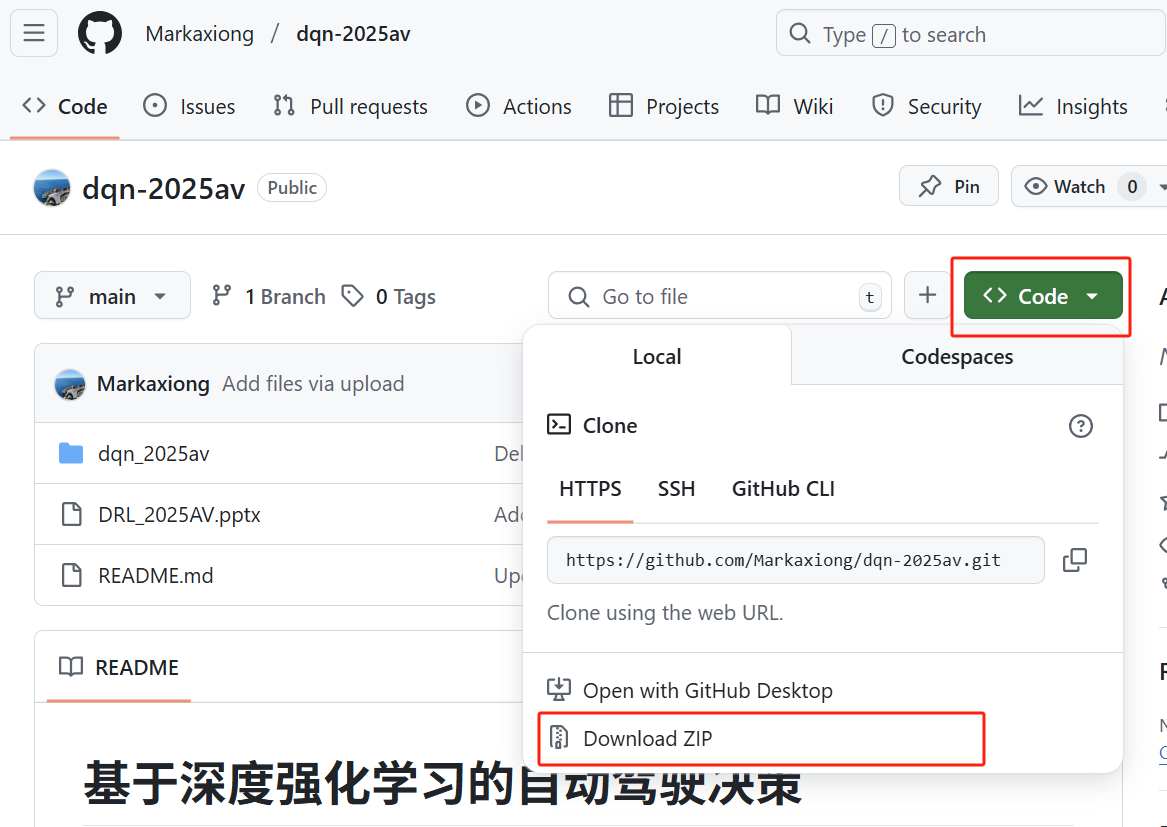 Markaxiong / dqn-2025av
Type / to search
Code Issues Pull requests Actions Projects Wiki Security Insights
dqn-2025av Public
Pin Watch 0
main 1 Branch 0 Tags
Go to file t
Code
Local Codespaces
Markaxiong Add files via upload
Clone
dqn_2025av
HTTPS SSH GitHub CLI
DRL_2025AV.pptx
https://github.com/Markaxiong/dqn-2025av.git
README.md
Clone using the web URL.
README
Open with GitHub Desktop
Download ZIP
基于深度强化学习的自动驾驶决策